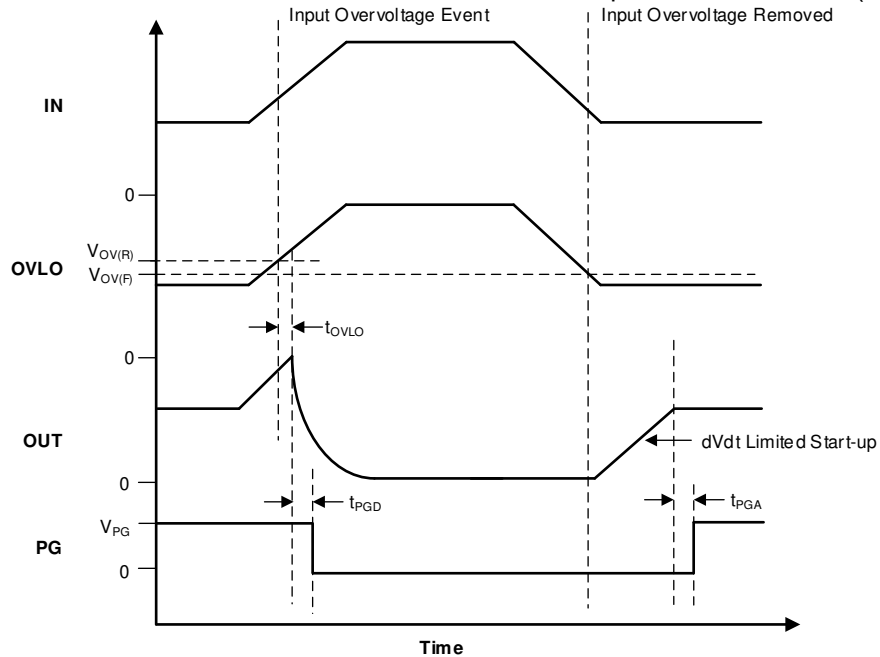 Input Overvoltage Event
Input Overvoltage Removed
IN
0
V_OV(R)
OVLO
V_OV(F)
t_OVLO
0
OUT
dVdt Limited Start-up
0
t_PGD
t_PGA
V_PG
PG
0
Time